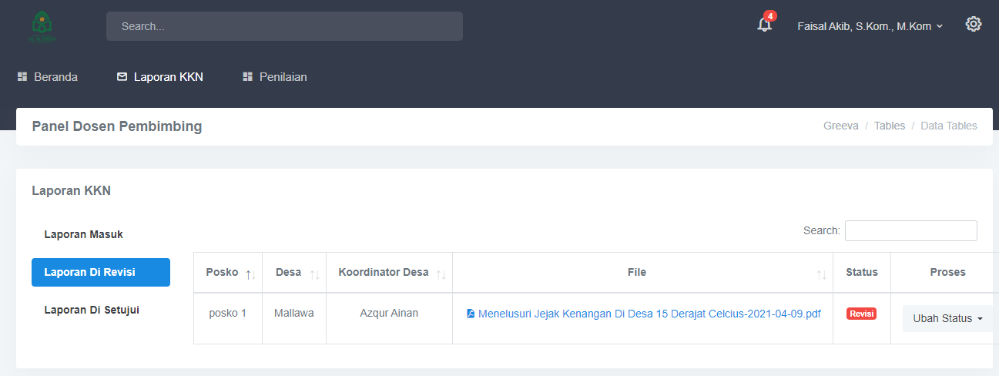 Search...
4
Faisal Akib, S.Kom., M.Kom
Beranda
Laporan KKN
Penilaian
Panel Dosen Pembimbing
Greeva / Tables / Data Tables
Laporan KKN
Laporan Masuk
Laporan Di Revisi
Laporan Di Setujui
Search:
Posko Desa Koordinator Desa File Status Proses
posko 1 Mallawa Azqur Ainan Menelusuri Jejak Kenangan Di Desa 15 Derajat Celcius-2021-04-09.pdf Revisi Ubah Status